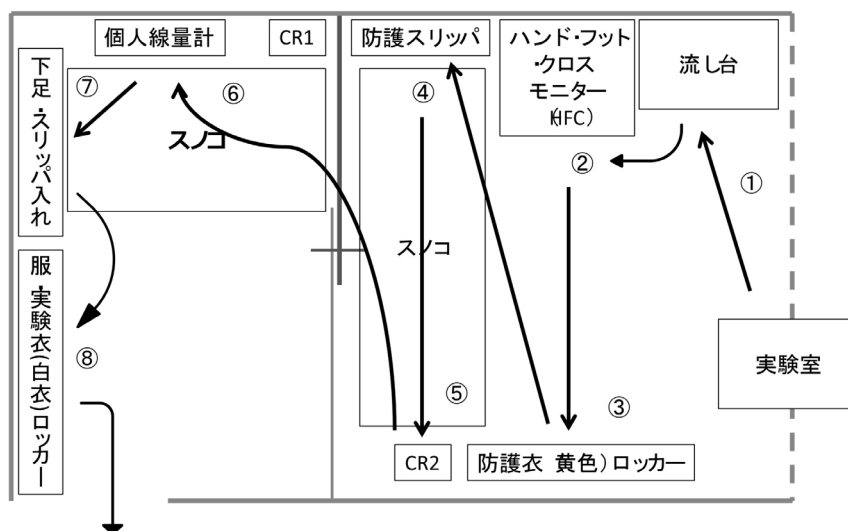 個人線量計
CR1
防護スリッパ
ハンド・フット
・クロス
モニター
(HFC)
流し台
下足・スリッパ入れ
⑦
⑥
スノコ
④
②
①
スノコ
服・実験衣(白衣)ロッカー
⑧
⑤
③
実験室
CR2
防護衣 黄色)ロッカー